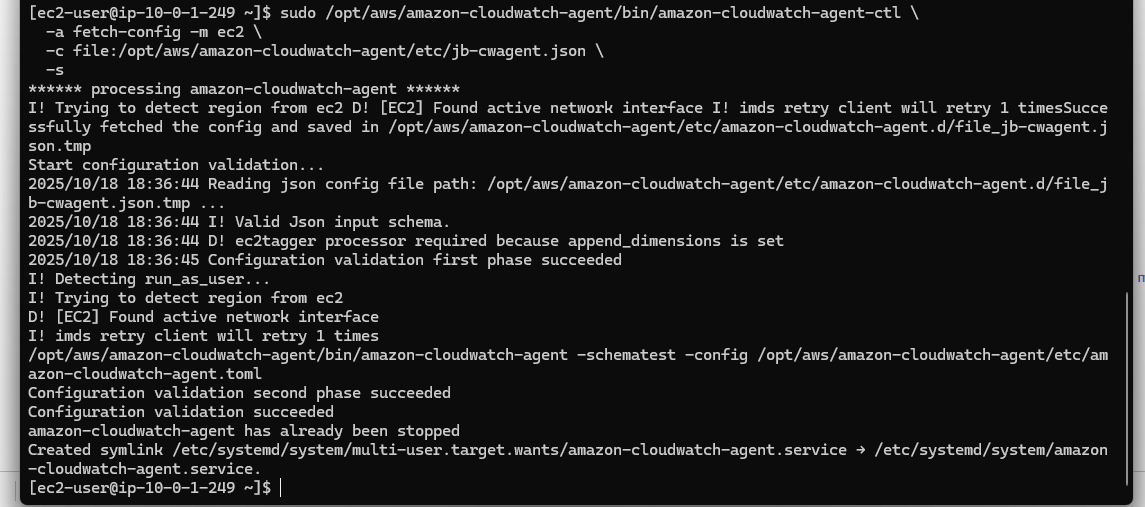 [ec2-user@ip-10-0-1-249 ~]$ sudo /opt/aws/amazon-cloudwatch-agent/bin/amazon-cloudwatch-agent-ctl \
  -a fetch-config -m ec2 \
  -c file:/opt/aws/amazon-cloudwatch-agent/etc/jb-cwagent.json \
  -s
****** processing amazon-cloudwatch-agent ******
I! Trying to detect region from ec2 D! [EC2] Found active network interface I! imds retry client will retry 1 timesSucce
ssfully fetched the config and saved in /opt/aws/amazon-cloudwatch-agent/etc/amazon-cloudwatch-agent.d/file_jb-cwagent.j
son.tmp
Start configuration validation...
2025/10/18 18:36:44 Reading json config file path: /opt/aws/amazon-cloudwatch-agent/etc/amazon-cloudwatch-agent.d/file_j
b-cwagent.json.tmp ...
2025/10/18 18:36:44 I! Valid Json input schema.
2025/10/18 18:36:44 D! ec2tagger processor required because append_dimensions is set
2025/10/18 18:36:45 Configuration validation first phase succeeded
I! Detecting run_as_user...
I! Trying to detect region from ec2
D! [EC2] Found active network interface
I! imds retry client will retry 1 times
/opt/aws/amazon-cloudwatch-agent/bin/amazon-cloudwatch-agent -schematest -config /opt/aws/amazon-cloudwatch-agent/etc/am
azon-cloudwatch-agent.toml
Configuration validation second phase succeeded
Configuration validation succeeded
amazon-cloudwatch-agent has already been stopped
Created symlink /etc/systemd/system/multi-user.target.wants/amazon-cloudwatch-agent.service → /etc/systemd/system/amazon
-cloudwatch-agent.service.
[ec2-user@ip-10-0-1-249 ~]$